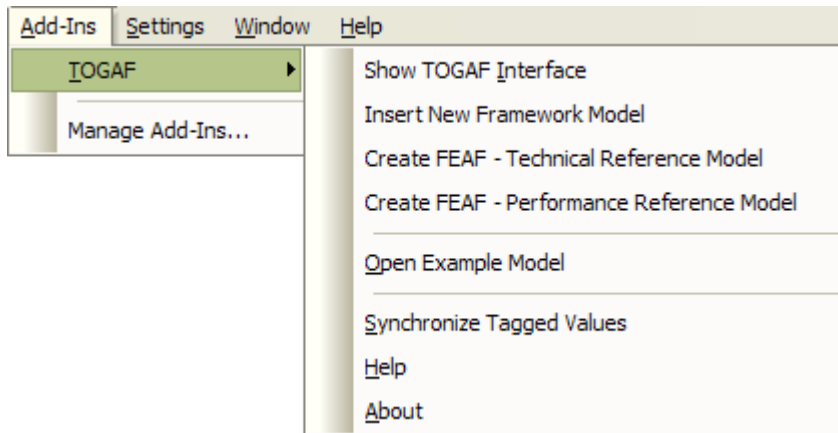 Add-Ins Settings Window Help
TOGAF
Manage Add-Ins...
Show TOGAF Interface
Insert New Framework Model
Create FEAF - Technical Reference Model
Create FEAF - Performance Reference Model
Open Example Model
Synchronize Tagged Values
Help
About